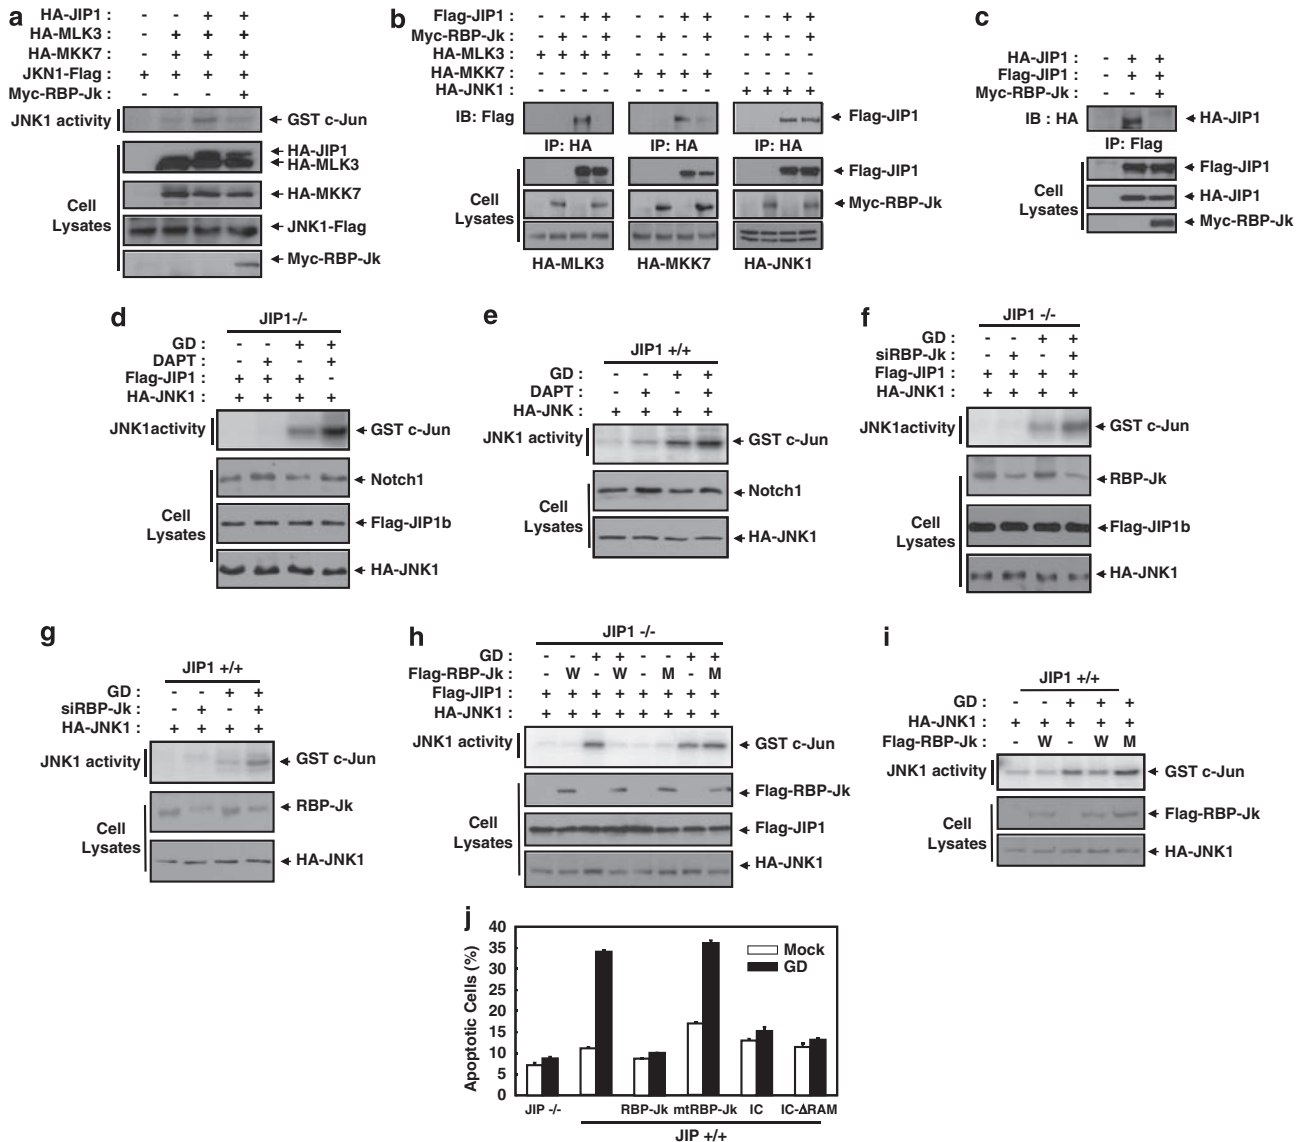 a
HA-JIP1 : - - + +
HA-MLK3 : - + + +
HA-MKK7 : - + + +
JKN1-Flag : + + + +
Myc-RBP-Jk : - - - +
JNK1 activity
GST c-Jun
HA-JIP1
HA-MLK3
HA-MKK7
JNK1-Flag
Myc-RBP-Jk
Cell
Lysates
b
Flag-JIP1 : - - + + - - + + - - + +
Myc-RBP-Jk : - + - + - + - + - + - +
HA-MLK3 : + + + + - - - - - - - -
HA-MKK7 : - - - - + + + + - - - -
HA-JNK1 : - - - - - - - - + + + +
IB: Flag
Flag-JIP1
IP: HA IP: HA IP: HA
Flag-JIP1
Myc-RBP-Jk
Cell
Lysates
HA-MLK3 HA-MKK7 HA-JNK1
c
HA-JIP1 : - + +
Flag-JIP1 : - + +
Myc-RBP-Jk : - - +
IB : HA
HA-JIP1
IP: Flag
Flag-JIP1
HA-JIP1
Myc-RBP-Jk
Cell
Lysates
d
JIP1-/-
GD : - - + +
DAPT : - + - +
Flag-JIP1 : + + + -
HA-JNK1 : + + + +
JNK1activity
GST c-Jun
Notch1
Flag-JIP1b
HA-JNK1
Cell
Lysates
e
JIP1 +/+
GD : - - + +
DAPT : - + - +
HA-JNK : + + + +
JNK1 activity
GST c-Jun
Notch1
HA-JNK1
Cell
Lysates
f
JIP1 -/-
GD : - - + +
siRBP-Jk : - + - +
Flag-JIP1 : + + + +
HA-JNK1 : + + + +
JNK1activity
GST c-Jun
RBP-Jk
Flag-JIP1b
HA-JNK1
Cell
Lysates
g
JIP1 +/+
GD : - - + +
siRBP-Jk : - + - +
HA-JNK1 : + + + +
JNK1 activity
GST c-Jun
RBP-Jk
HA-JNK1
Cell
Lysates
h
JIP1 -/-
GD : - - + + - - + +
Flag-RBP-Jk : - W - W - M - M
Flag-JIP1 : + + + + + + + +
HA-JNK1 : + + + + + + + +
JNK1 activity
GST c-Jun
Flag-RBP-Jk
Flag-JIP1
HA-JNK1
Cell
Lysates
i
JIP1 +/+
GD : - - + + +
HA-JNK1 : + + + + +
Flag-RBP-Jk : - W - W M
JNK1 activity
GST c-Jun
Flag-RBP-Jk
HA-JNK1
Cell
Lysates
j
Apoptotic Cells (%)
40
35
30
25
20
15
10
5
0
Mock
GD
JIP -/- RBP-Jk mtRBP-Jk IC IC-ΔRAM
JIP +/+